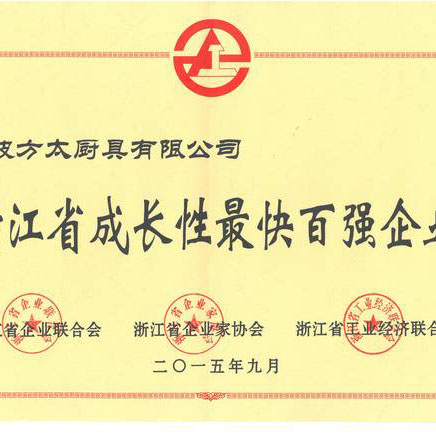 波方太厨具有限公司
江省成长性最快百强企业
江省企业联合会 浙江省企业家协会 浙江省工业经济联合
二〇一五年九月